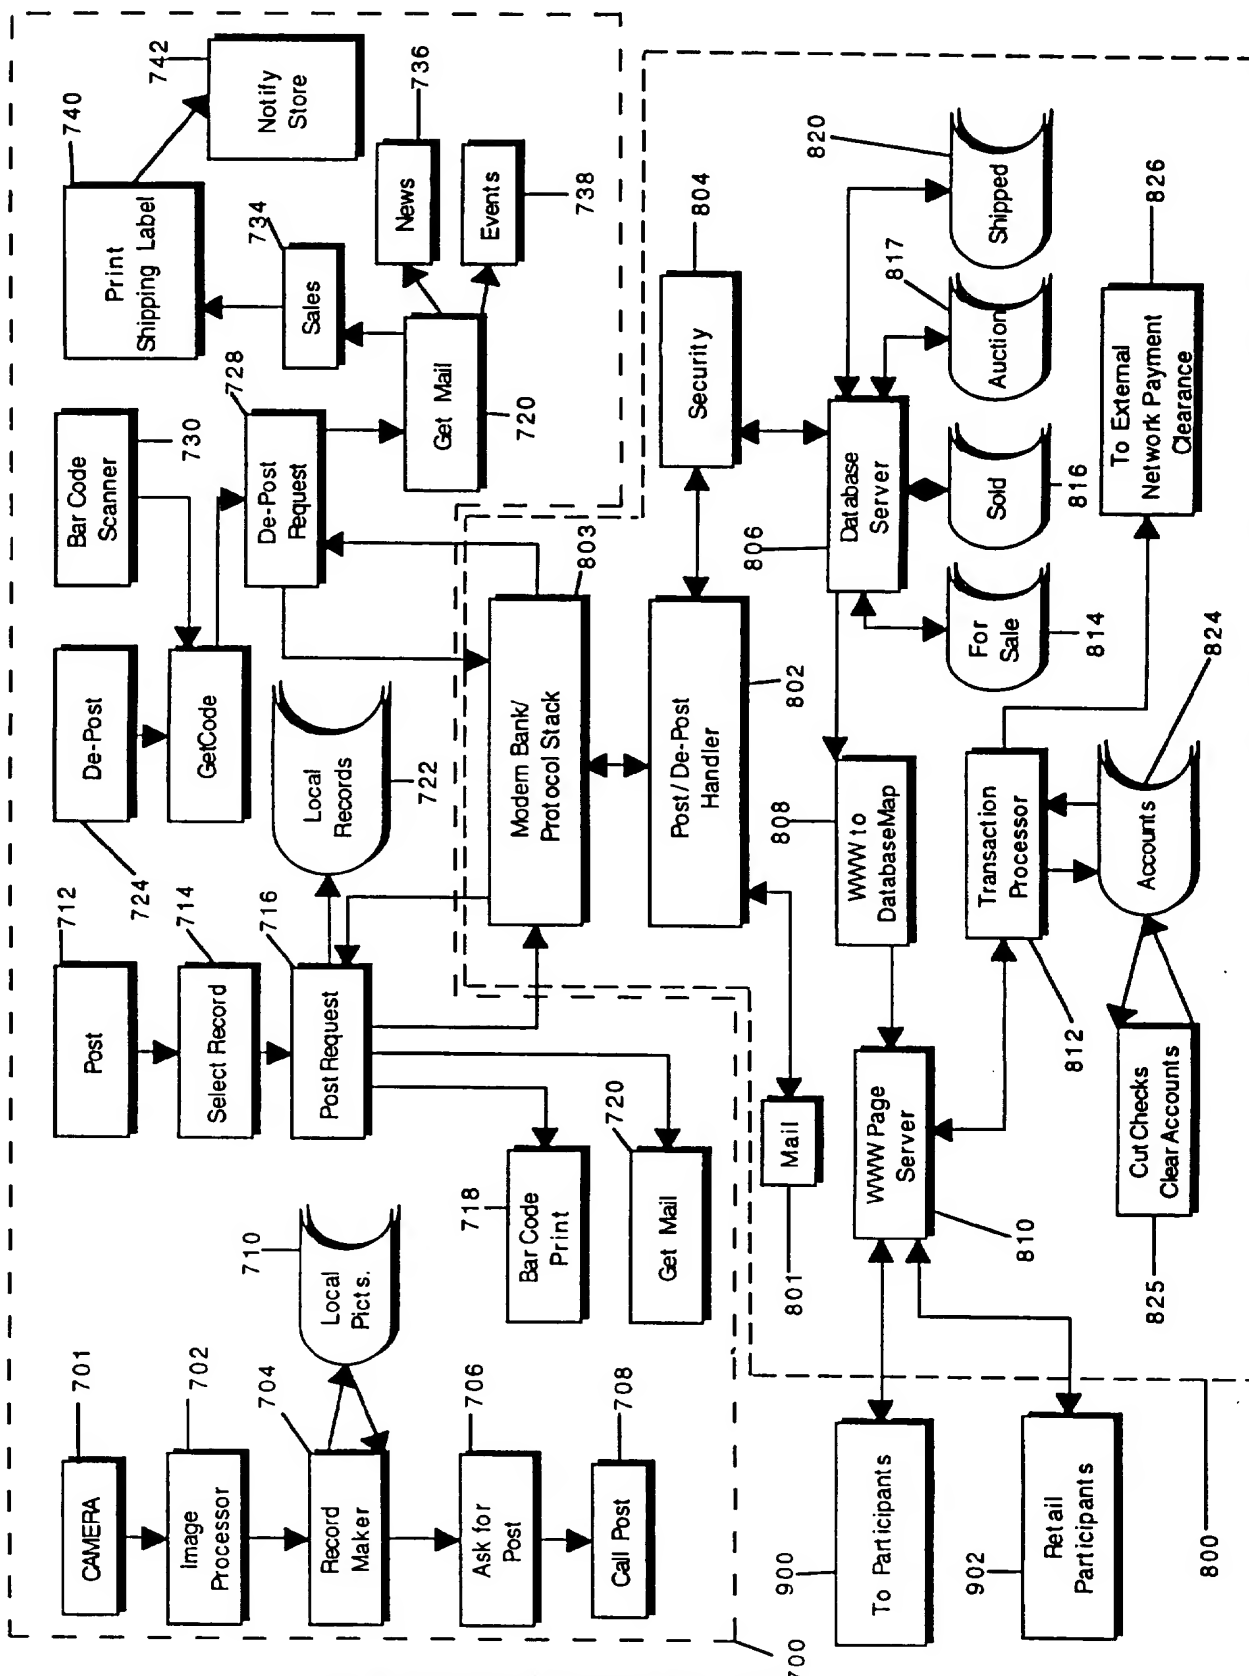 CAMERA
701
Image
Processor
702
Record
Maker
704
Local
Picts.
710
Ask for
Post
706
Call Post
708
Post
712
Select Record
714
Post Request
716
Local
Records
722
Bar Code
Print
718
Get Mail
720
De-Post
724
GetCode
Bar Code
Scanner
730
De-Post
Request
728
Get Mail
720
Sales
734
News
736
Events
738
Print
Shipping Label
740
Notify
Store
742
700
Modem Bank/
Protocol Stack
803
Post/De-Post
Handler
802
Security
804
Mail
801
Database
Server
806
WWW to
DatabaseMap
808
WWW Page
Server
810
For
Sale
814
Sold
816
Auction
817
Shipped
820
Transaction
Processor
812
Accounts
824
Cut Checks
Clear Accounts
825
To External
Network Payment
Clearance
826
To Participants
900
Retail
Participants
902
800